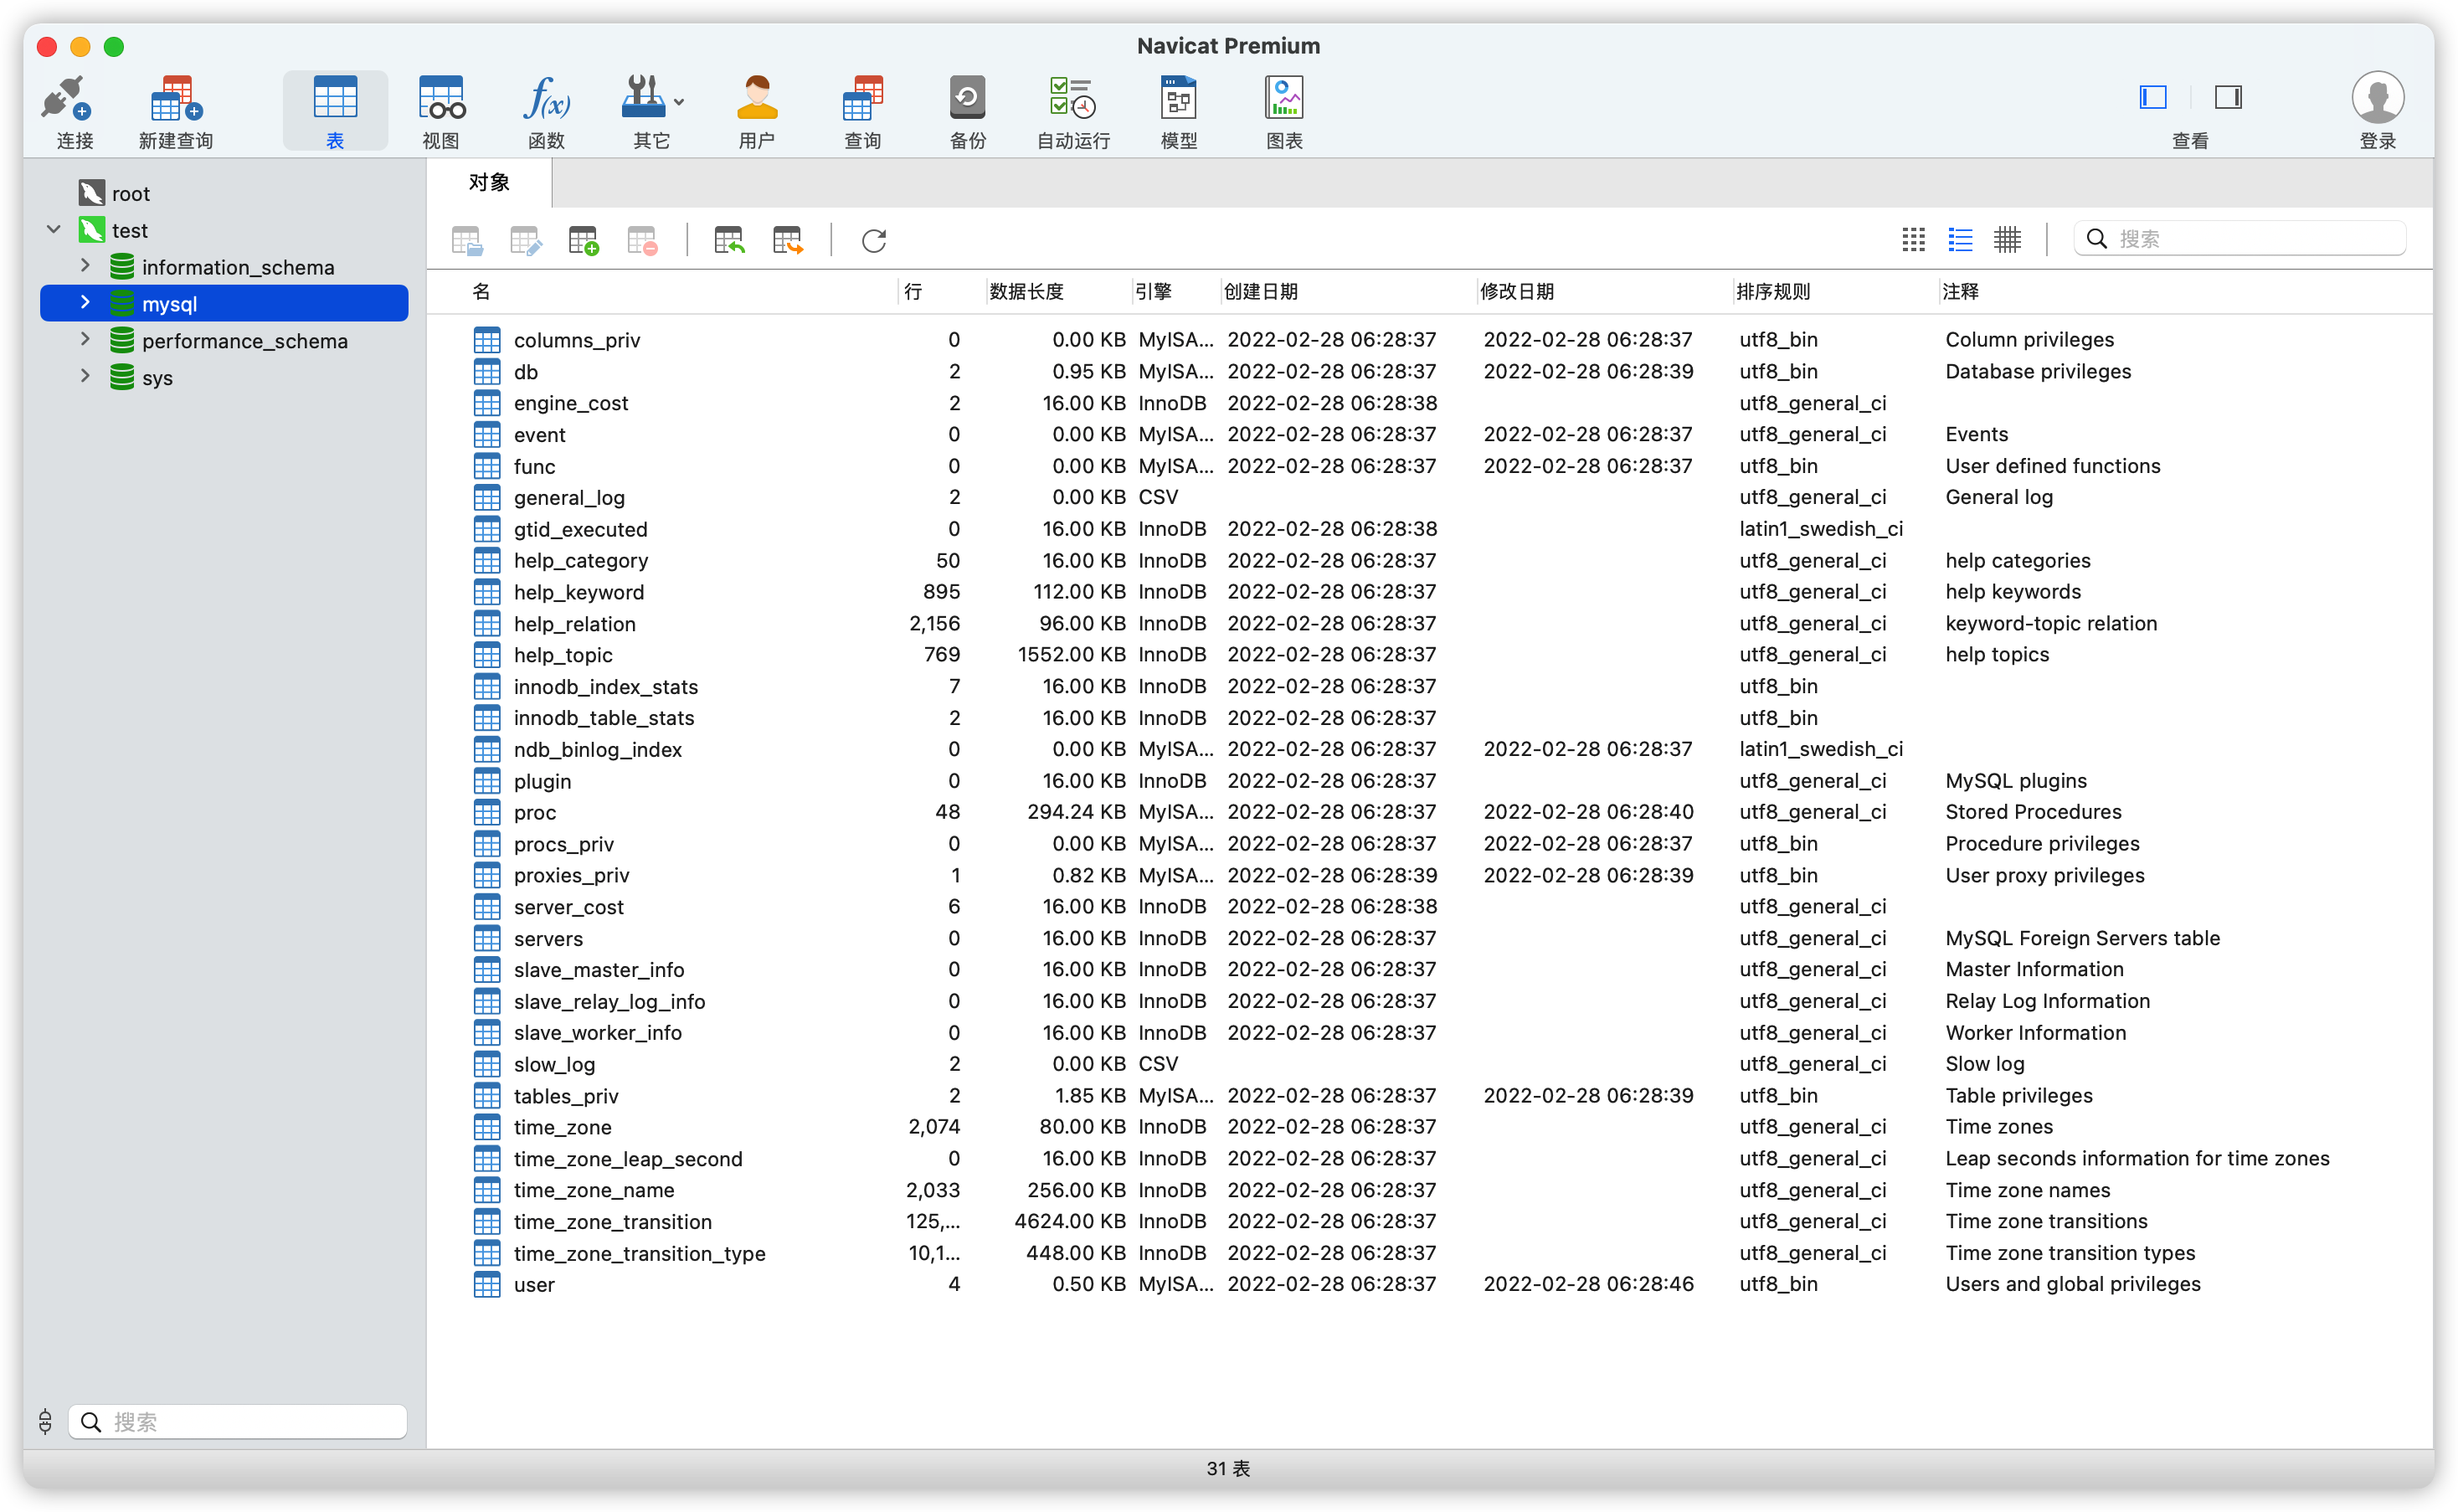 Navicat Premium
连接 新建查询 表 视图 函数 其它 用户 查询 备份 自动运行 模型 图表 查看 登录
root
test
information_schema
mysql
performance_schema
sys
搜索
对象
搜索
名 行 数据长度 引擎 创建日期 修改日期 排序规则 注释
columns_priv 0 0.00 KB MyISA... 2022-02-28 06:28:37 2022-02-28 06:28:37 utf8_bin Column privileges
db 2 0.95 KB MyISA... 2022-02-28 06:28:37 2022-02-28 06:28:39 utf8_bin Database privileges
engine_cost 2 16.00 KB InnoDB 2022-02-28 06:28:38 utf8_general_ci
event 0 0.00 KB MyISA... 2022-02-28 06:28:37 2022-02-28 06:28:37 utf8_general_ci Events
func 0 0.00 KB MyISA... 2022-02-28 06:28:37 2022-02-28 06:28:37 utf8_bin User defined functions
general_log 2 0.00 KB CSV utf8_general_ci General log
gtid_executed 0 16.00 KB InnoDB 2022-02-28 06:28:38 latin1_swedish_ci
help_category 50 16.00 KB InnoDB 2022-02-28 06:28:37 utf8_general_ci help categories
help_keyword 895 112.00 KB InnoDB 2022-02-28 06:28:37 utf8_general_ci help keywords
help_relation 2,156 96.00 KB InnoDB 2022-02-28 06:28:37 utf8_general_ci keyword-topic relation
help_topic 769 1552.00 KB InnoDB 2022-02-28 06:28:37 utf8_general_ci help topics
innodb_index_stats 7 16.00 KB InnoDB 2022-02-28 06:28:37 utf8_bin
innodb_table_stats 2 16.00 KB InnoDB 2022-02-28 06:28:37 utf8_bin
ndb_binlog_index 0 0.00 KB MyISA... 2022-02-28 06:28:37 2022-02-28 06:28:37 latin1_swedish_ci
plugin 0 16.00 KB InnoDB 2022-02-28 06:28:37 utf8_general_ci MySQL plugins
proc 48 294.24 KB MyISA... 2022-02-28 06:28:37 2022-02-28 06:28:40 utf8_general_ci Stored Procedures
procs_priv 0 0.00 KB MyISA... 2022-02-28 06:28:37 2022-02-28 06:28:37 utf8_bin Procedure privileges
proxies_priv 1 0.82 KB MyISA... 2022-02-28 06:28:39 2022-02-28 06:28:39 utf8_bin User proxy privileges
server_cost 6 16.00 KB InnoDB 2022-02-28 06:28:38 utf8_general_ci
servers 0 16.00 KB InnoDB 2022-02-28 06:28:37 utf8_general_ci MySQL Foreign Servers table
slave_master_info 0 16.00 KB InnoDB 2022-02-28 06:28:37 utf8_general_ci Master Information
slave_relay_log_info 0 16.00 KB InnoDB 2022-02-28 06:28:37 utf8_general_ci Relay Log Information
slave_worker_info 0 16.00 KB InnoDB 2022-02-28 06:28:37 utf8_general_ci Worker Information
slow_log 2 0.00 KB CSV utf8_general_ci Slow log
tables_priv 2 1.85 KB MyISA... 2022-02-28 06:28:37 2022-02-28 06:28:39 utf8_bin Table privileges
time_zone 2,074 80.00 KB InnoDB 2022-02-28 06:28:37 utf8_general_ci Time zones
time_zone_leap_second 0 16.00 KB InnoDB 2022-02-28 06:28:37 utf8_general_ci Leap seconds information for time zones
time_zone_name 2,033 256.00 KB InnoDB 2022-02-28 06:28:37 utf8_general_ci Time zone names
time_zone_transition 125,... 4624.00 KB InnoDB 2022-02-28 06:28:37 utf8_general_ci Time zone transitions
time_zone_transition_type 10,1... 448.00 KB InnoDB 2022-02-28 06:28:37 utf8_general_ci Time zone transition types
user 4 0.50 KB MyISA... 2022-02-28 06:28:37 2022-02-28 06:28:46 utf8_bin Users and global privileges
31 表